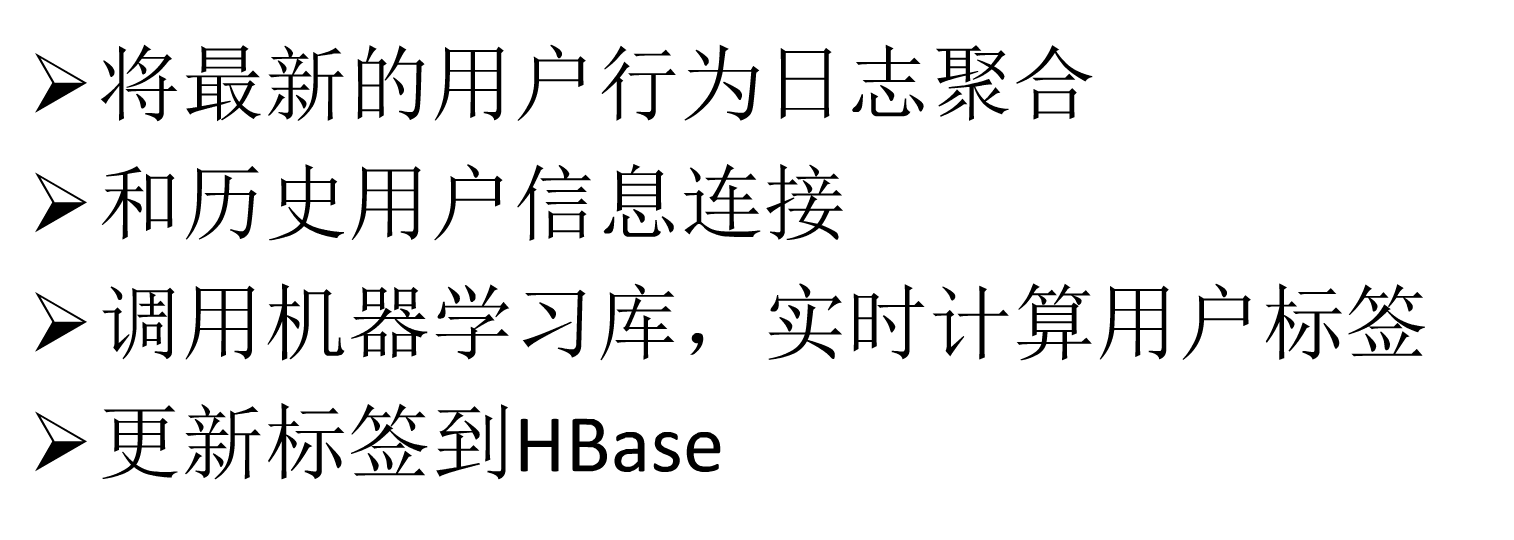 ➢将最新的用户行为日志聚合
➢和历史用户信息连接
➢调用机器学习库，实时计算用户标签
➢更新标签到HBase